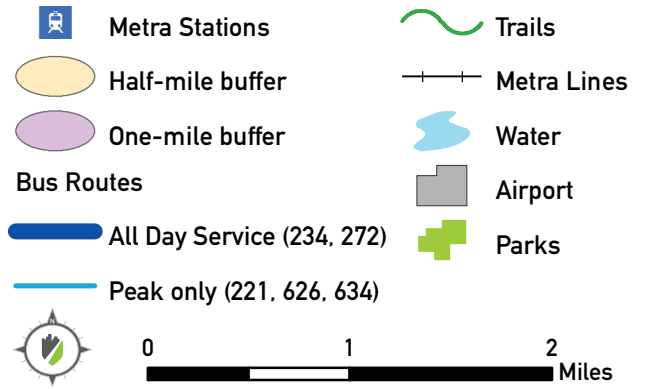 Metra Stations
Half-mile buffer
One-mile buffer
Bus Routes
All Day Service (234, 272)
Peak only (221, 626, 634)
Trails
Metra Lines
Water
Airport
Parks
N
0 1 2
Miles